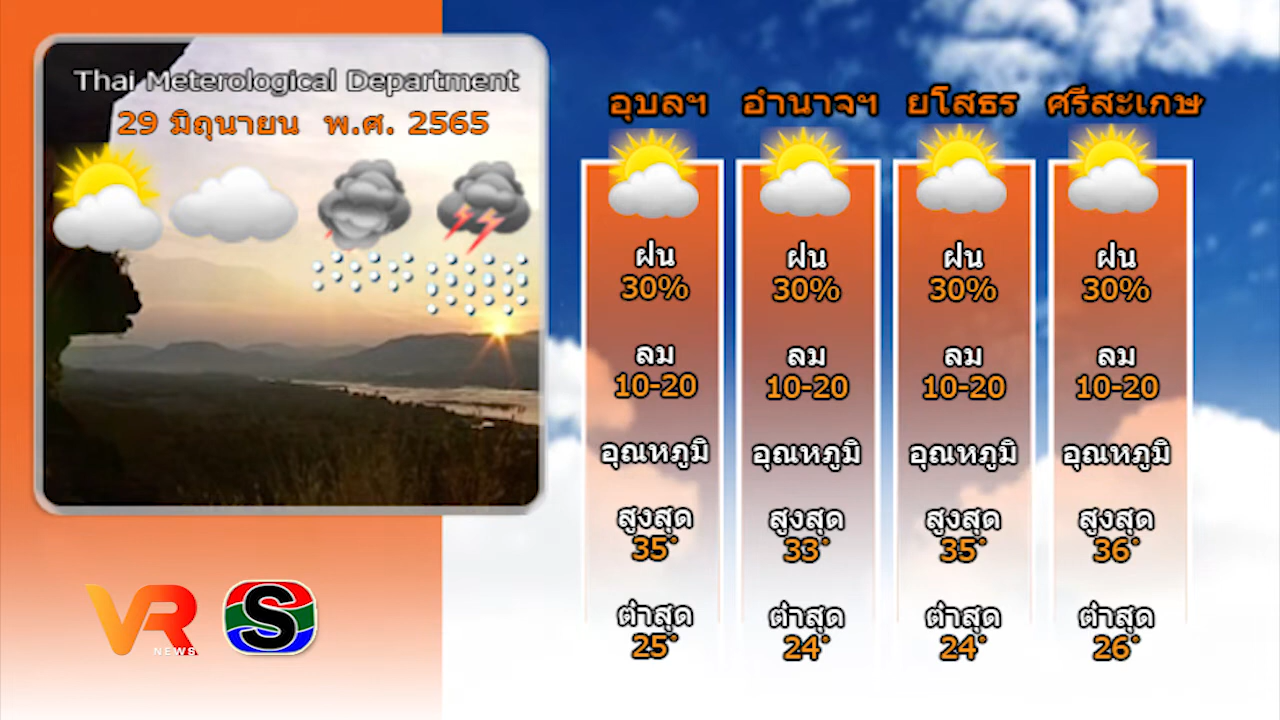 Thai Meterological Department
29 มิถุนายน พ.ศ. 2565
อุบลฯ อำนาจฯ ยโสธร ศรีสะเกษ
ฝน ฝน ฝน ฝน
30% 30% 30% 30%
ลม ลม ลม ลม
10-20 10-20 10-20 10-20
อุณหภูมิ อุณหภูมิ อุณหภูมิ อุณหภูมิ
สูงสุด สูงสุด สูงสุด สูงสุด
35° 33° 35° 36°
ต่ำสุด ต่ำสุด ต่ำสุด ต่ำสุด
25° 24° 24° 26°
VR S
NEWS